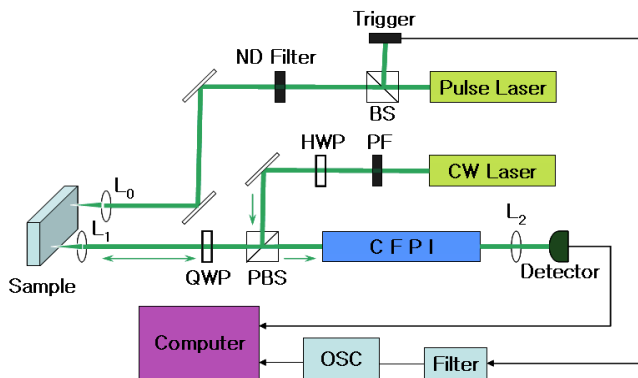 Trigger
ND Filter
BS
Pulse Laser
HWP
PF
CW Laser
L0
L1
L2
QWP
PBS
C F P I
Detector
Sample
Computer
OSC
Filter